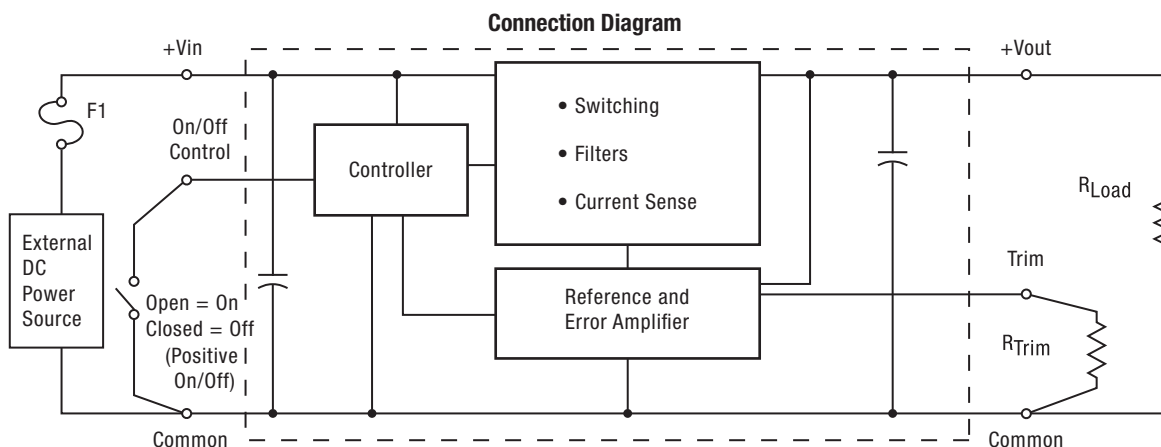 Connection Diagram
+Vin
+Vout
F1
On/Off
Control
Controller
• Switching
• Filters
• Current Sense
RLoad
External
DC
Power
Source
Open = On
Closed = Off
(Positive
On/Off)
Reference and
Error Amplifier
Trim
RTrim
Common
Common